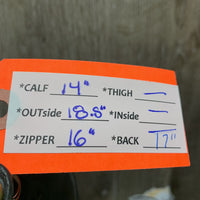 *CALF 14" *THIGH —
*OUTside 18.5" *INside —
*ZIPPER 16" *BACK 17"